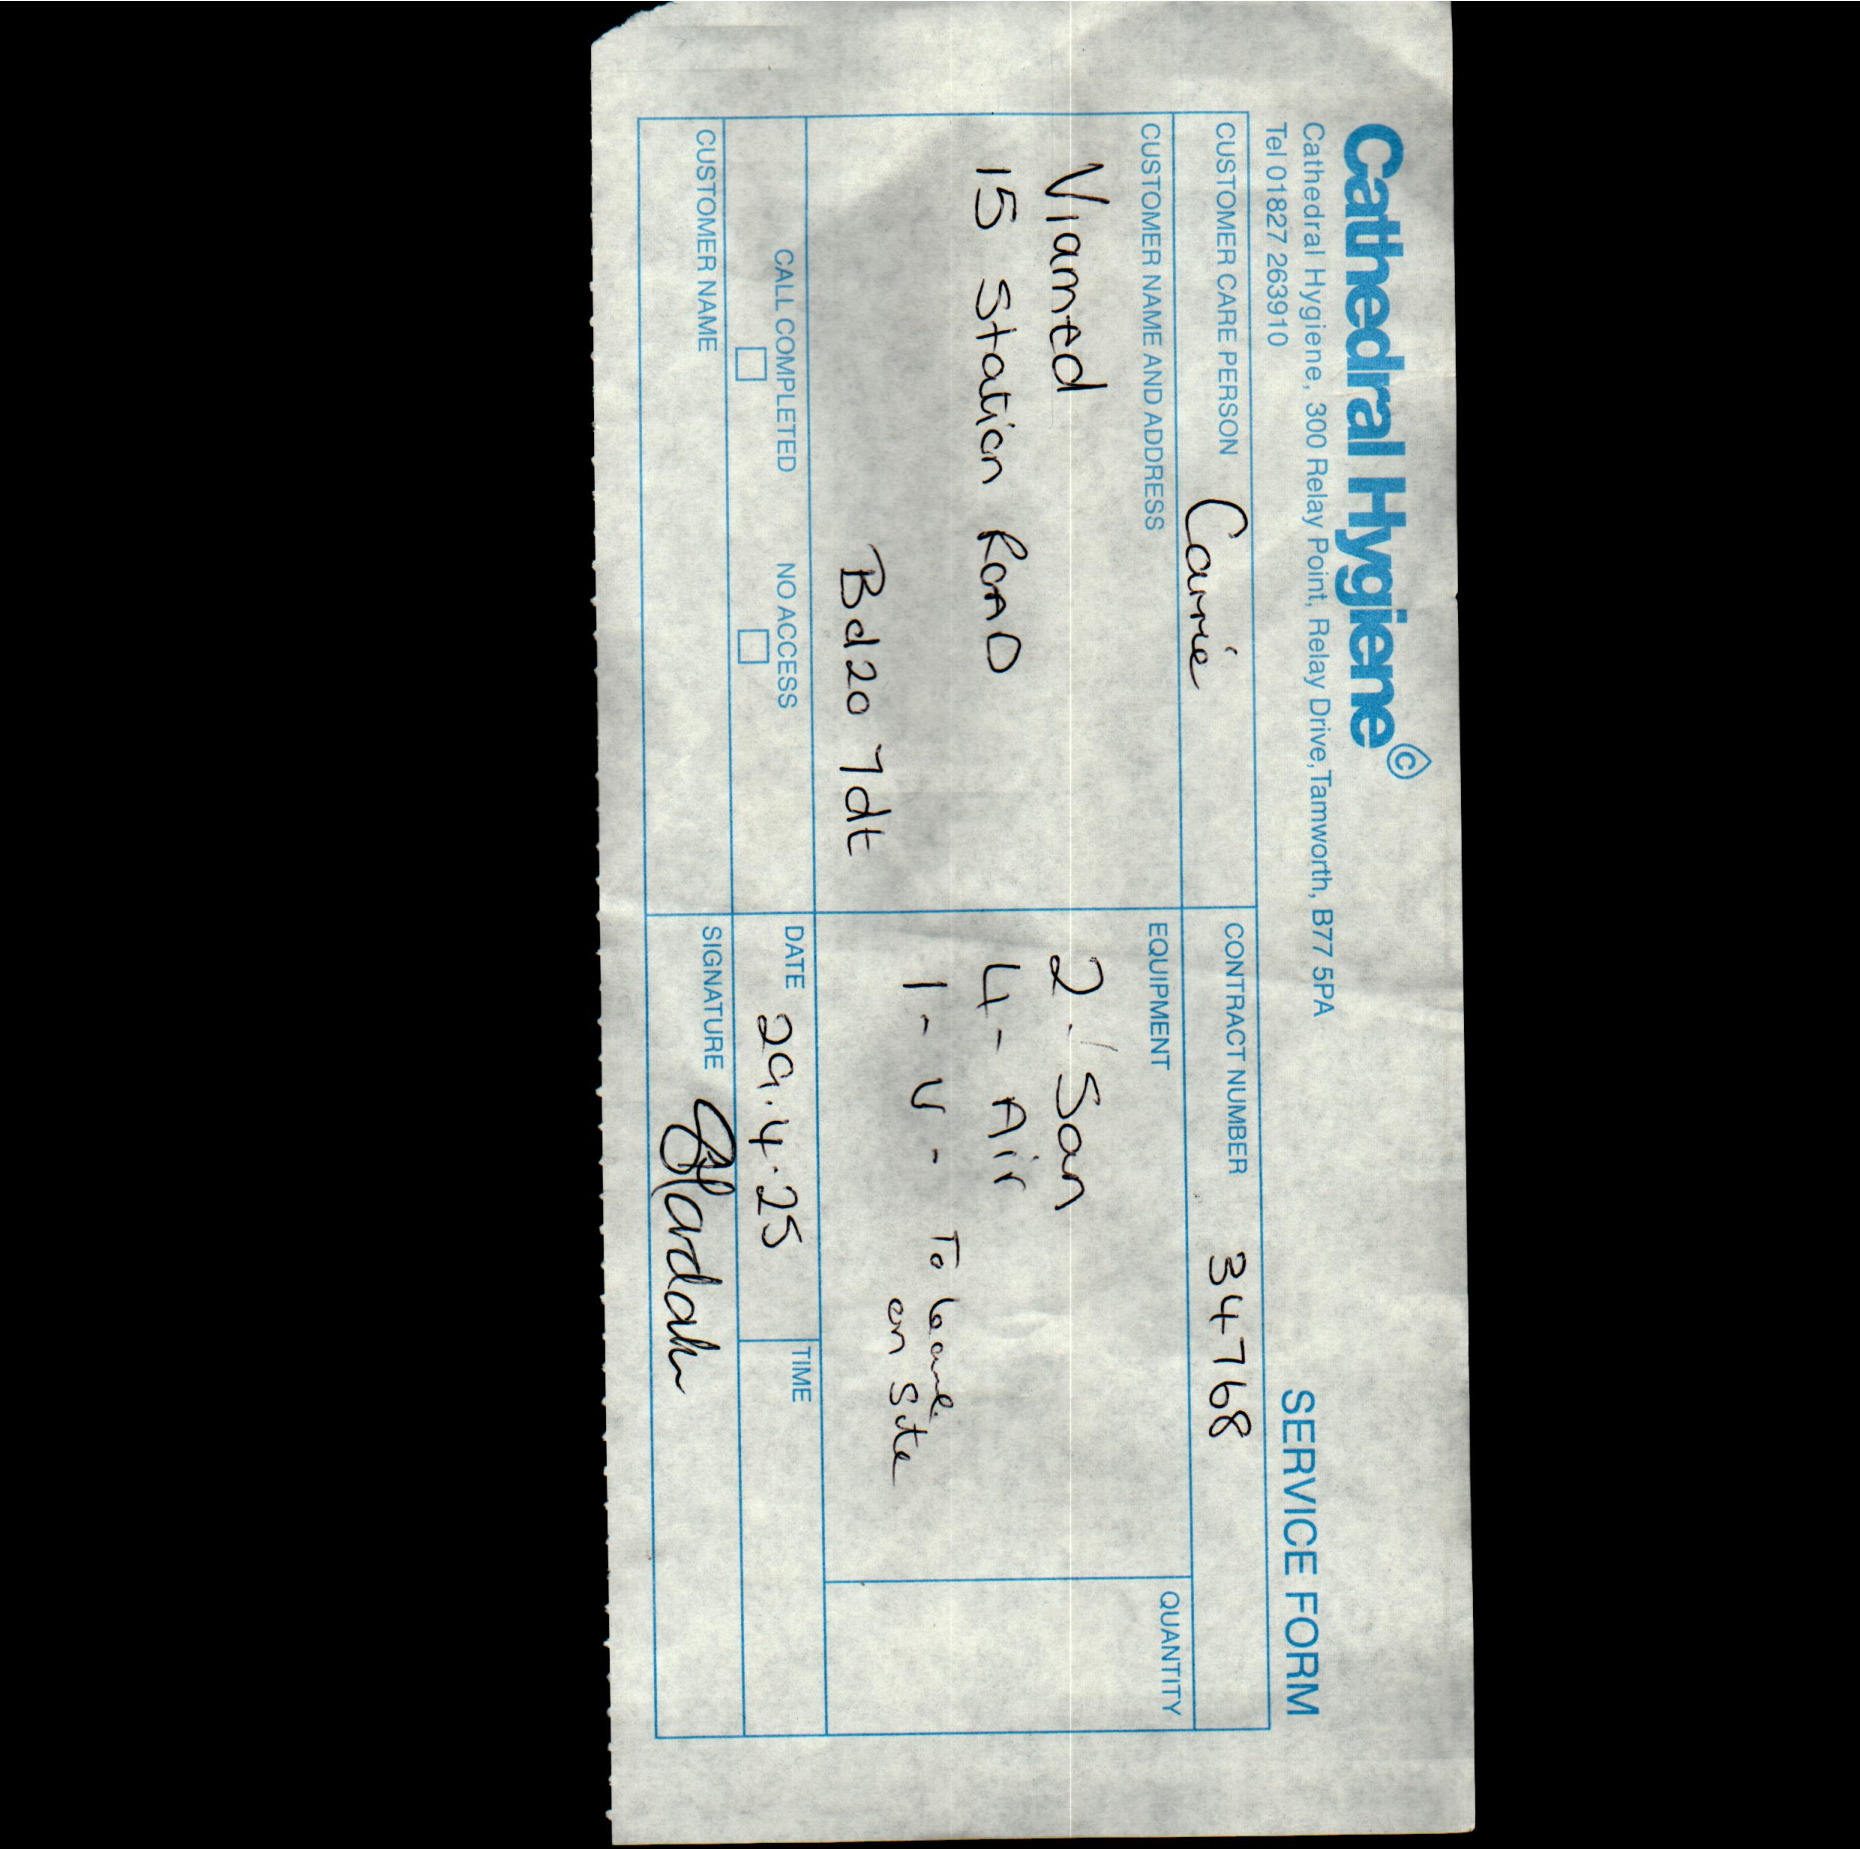 Cathedral Hygiene ©
Cathedral Hygiene, 300 Relay Point, Relay Drive, Tamworth, B77 5PA
Tel 01827 263910
SERVICE FORM
CUSTOMER CARE PERSON Carrie
CONTRACT NUMBER 34768
CUSTOMER NAME AND ADDRESS
Viamed
15 Station RoaD
Bd20 7dt
EQUIPMENT
2 . San
4 - Air
1 - V - To leave
on Site
QUANTITY
CALL COMPLETED
NO ACCESS
DATE 29.4.25
TIME
CUSTOMER NAME
SIGNATURE